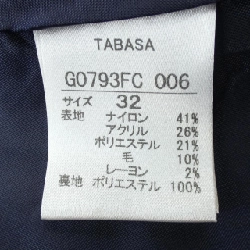 TABASA
G0793FC 006
サイズ 32
表地 ナイロン 41%
アクリル 26%
ポリエステル 21%
毛 10%
レーヨン 2%
裏地 ポリエステル 100%